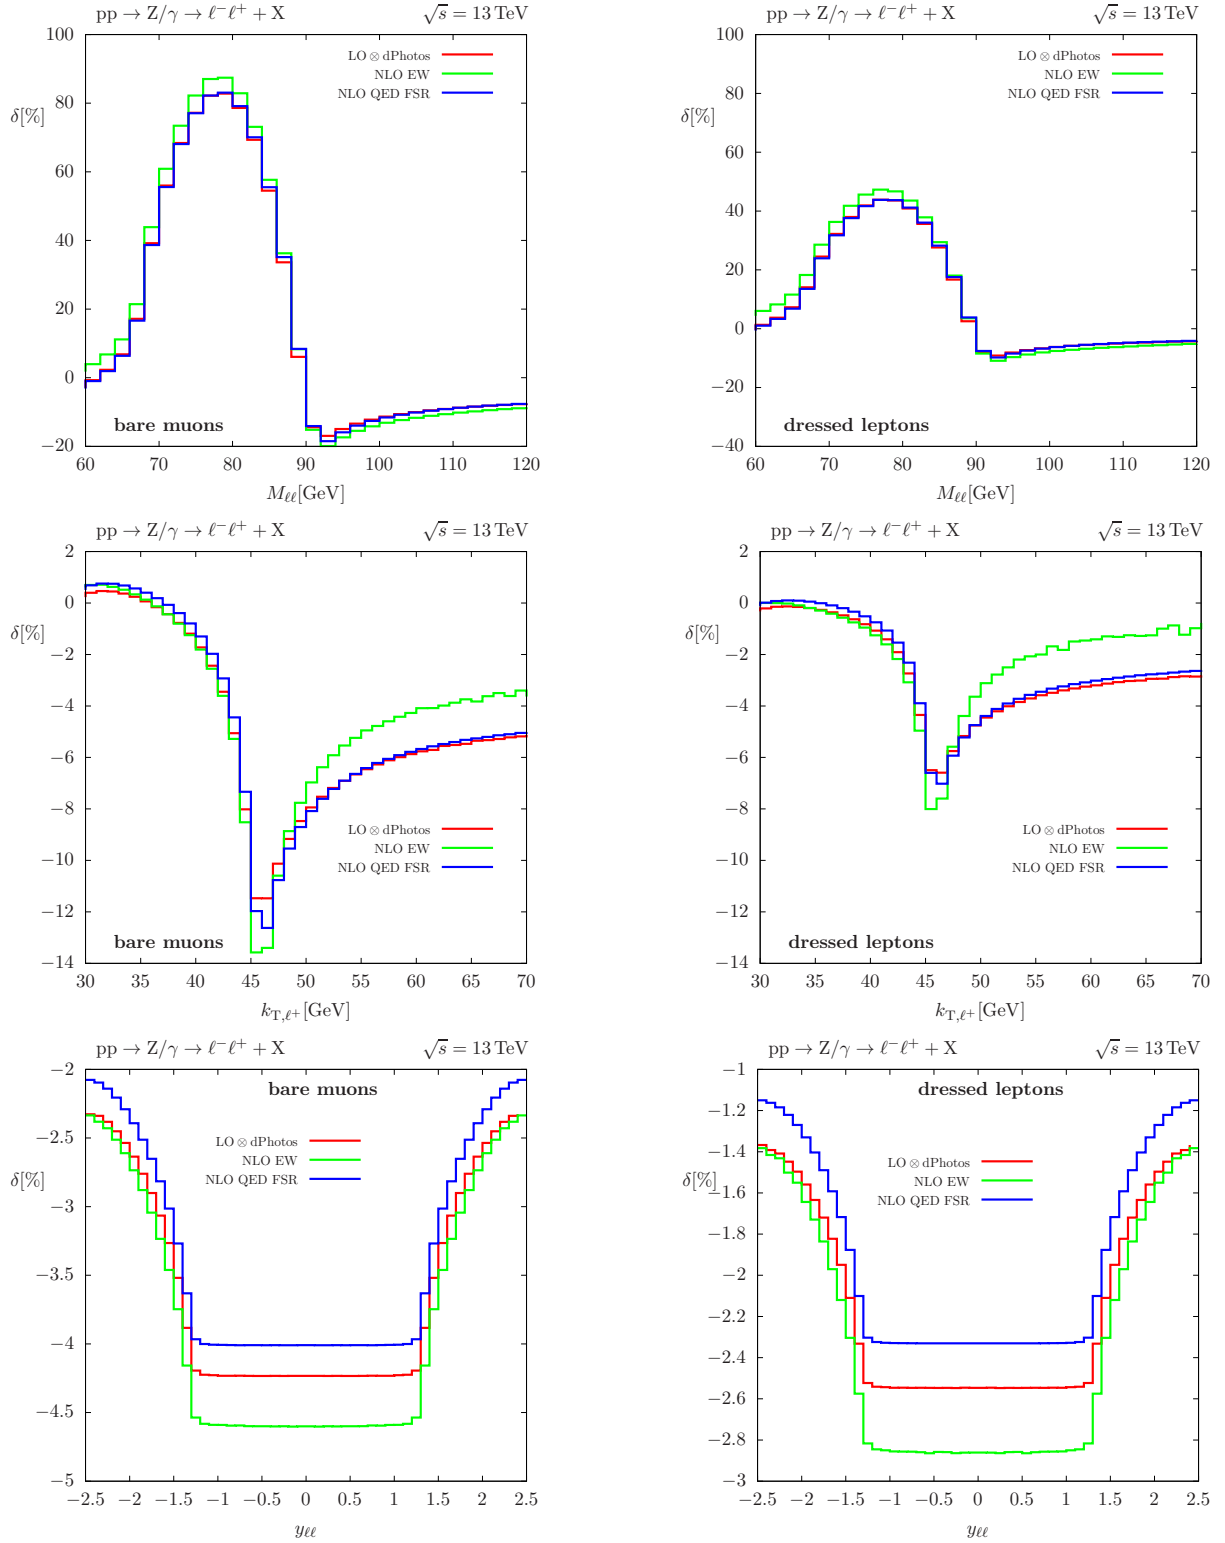 pp → Z/γ → ℓ⁻ℓ⁺ + X √s = 13 TeV
100
80
60
40
20
0
−20
δ[%]
LO ⊗ dPhotos
NLO EW
NLO QED FSR
bare muons
60 70 80 90 100 110 120
M_ℓℓ[GeV]
pp → Z/γ → ℓ⁻ℓ⁺ + X √s = 13 TeV
100
80
60
40
20
0
−20
−40
δ[%]
LO ⊗ dPhotos
NLO EW
NLO QED FSR
dressed leptons
60 70 80 90 100 110 120
M_ℓℓ[GeV]
pp → Z/γ → ℓ⁻ℓ⁺ + X √s = 13 TeV
2
0
−2
−4
−6
−8
−10
−12
−14
δ[%]
LO ⊗ dPhotos
NLO EW
NLO QED FSR
bare muons
30 35 40 45 50 55 60 65 70
k_T,ℓ⁺[GeV]
pp → Z/γ → ℓ⁻ℓ⁺ + X √s = 13 TeV
2
0
−2
−4
−6
−8
−10
−12
−14
δ[%]
LO ⊗ dPhotos
NLO EW
NLO QED FSR
dressed leptons
30 35 40 45 50 55 60 65 70
k_T,ℓ⁺[GeV]
pp → Z/γ → ℓ⁻ℓ⁺ + X √s = 13 TeV
−2
−2.5
−3
−3.5
−4
−4.5
−5
δ[%]
bare muons
LO ⊗ dPhotos
NLO EW
NLO QED FSR
−2.5 −2 −1.5 −1 −0.5 0 0.5 1 1.5 2 2.5
y_ℓℓ
pp → Z/γ → ℓ⁻ℓ⁺ + X √s = 13 TeV
−1
−1.2
−1.4
−1.6
−1.8
−2
−2.2
−2.4
−2.6
−2.8
−3
δ[%]
dressed leptons
LO ⊗ dPhotos
NLO EW
NLO QED FSR
−2.5 −2 −1.5 −1 −0.5 0 0.5 1 1.5 2 2.5
y_ℓℓ